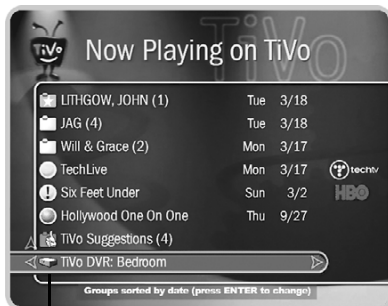 TiVo
Now Playing on TiVo
LITHGOW, JOHN (1) Tue 3/18
JAG (4) Tue 3/18
Will & Grace (2) Mon 3/17
TechLive Mon 3/17 techtv
Six Feet Under Sun 3/2 HBO
Hollywood One On One Thu 9/27
TiVo Suggestions (4)
TiVo DVR: Bedroom
Groups sorted by date (press ENTER to change)